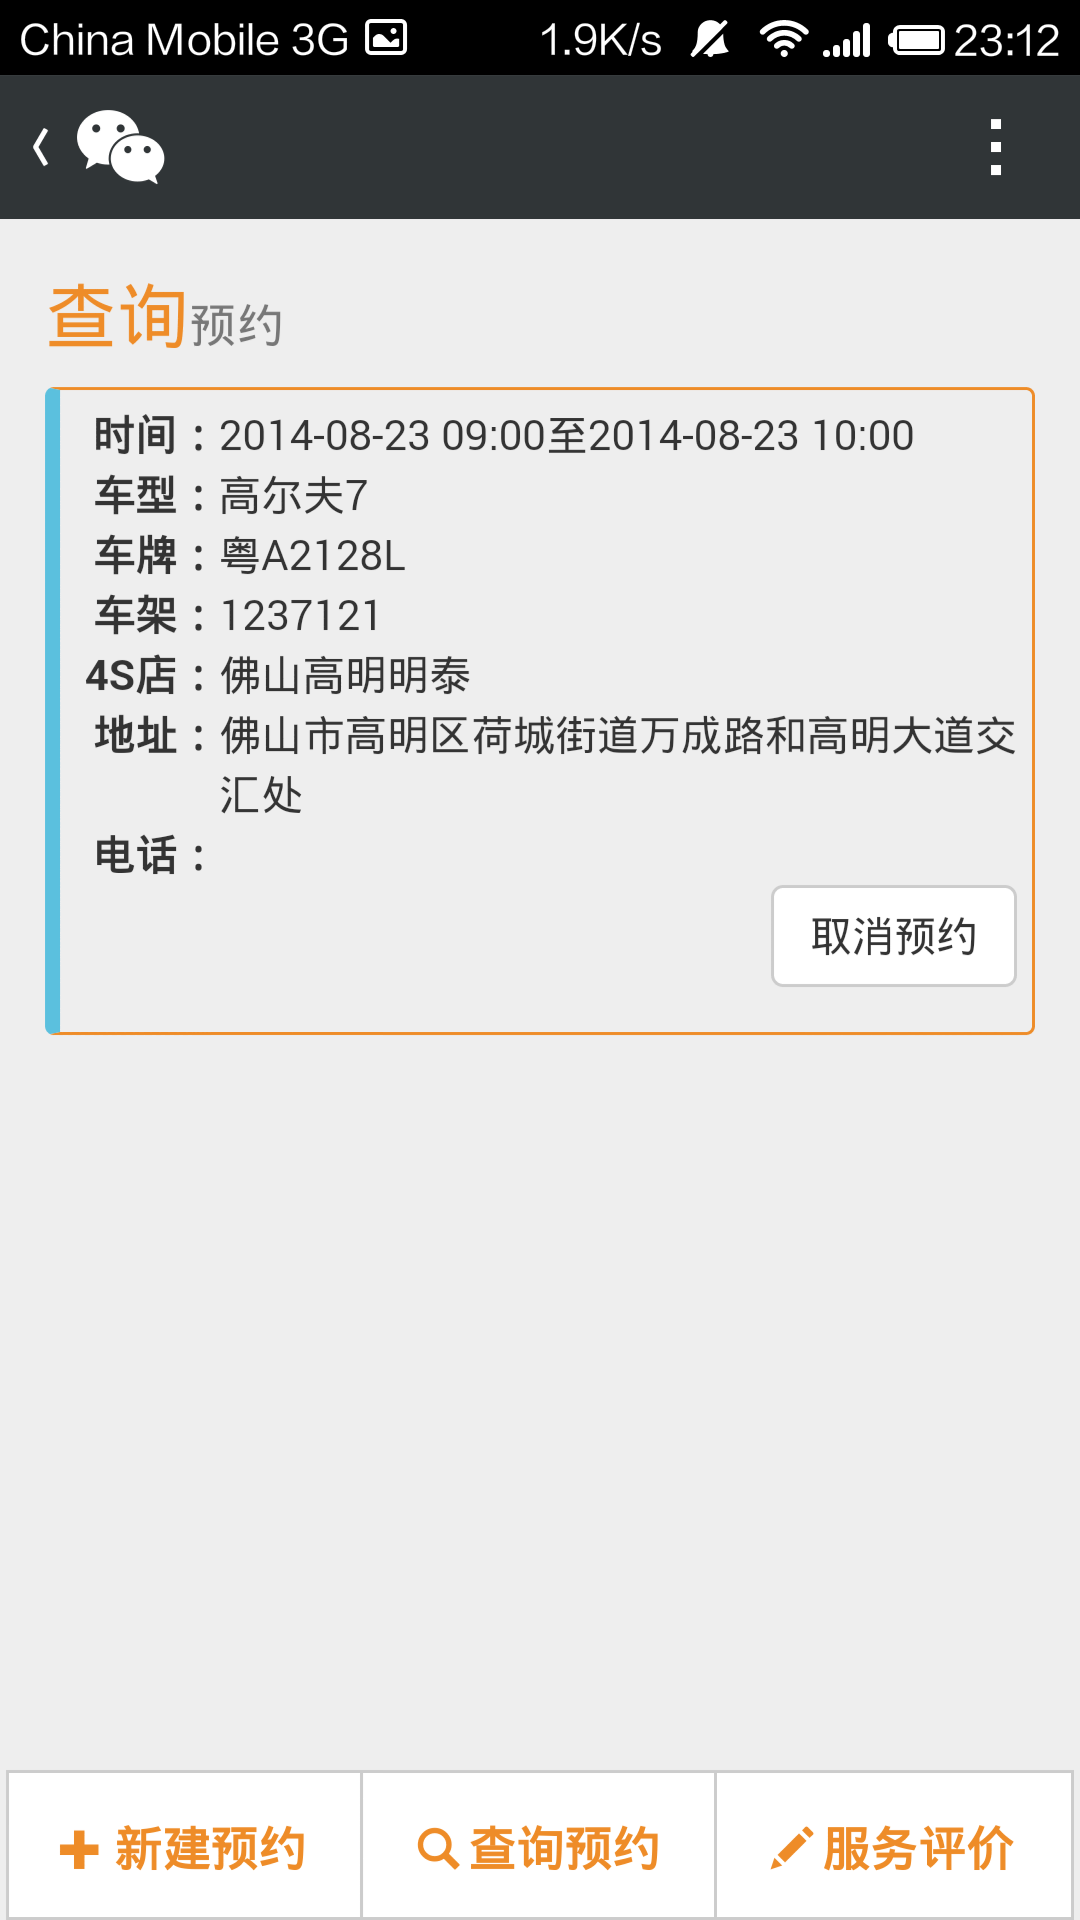 China Mobile 3G 1.9K/s 23:12
查询预约
时间：2014-08-23 09:00至2014-08-23 10:00
车型：高尔夫7
车牌：粤A2128L
车架：1237121
4S店：佛山高明明泰
地址：佛山市高明区荷城街道万成路和高明大道交
汇处
电话：
取消预约
新建预约 查询预约 服务评价